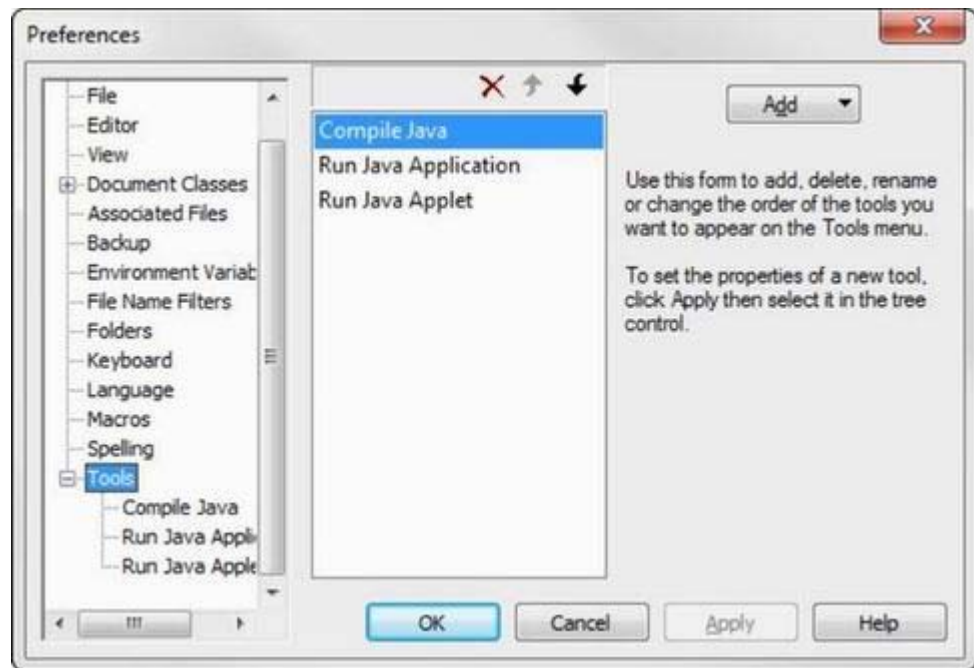 Preferences
File
Editor
View
Document Classes
Associated Files
Backup
Environment Variab
File Name Filters
Folders
Keyboard
Language
Macros
Spelling
Tools
Compile Java
Run Java Appli
Run Java Apple
Compile Java
Run Java Application
Run Java Applet
Add
Use this form to add, delete, rename
or change the order of the tools you
want to appear on the Tools menu.
To set the properties of a new tool,
click Apply then select it in the tree
control.
OK
Cancel
Apply
Help